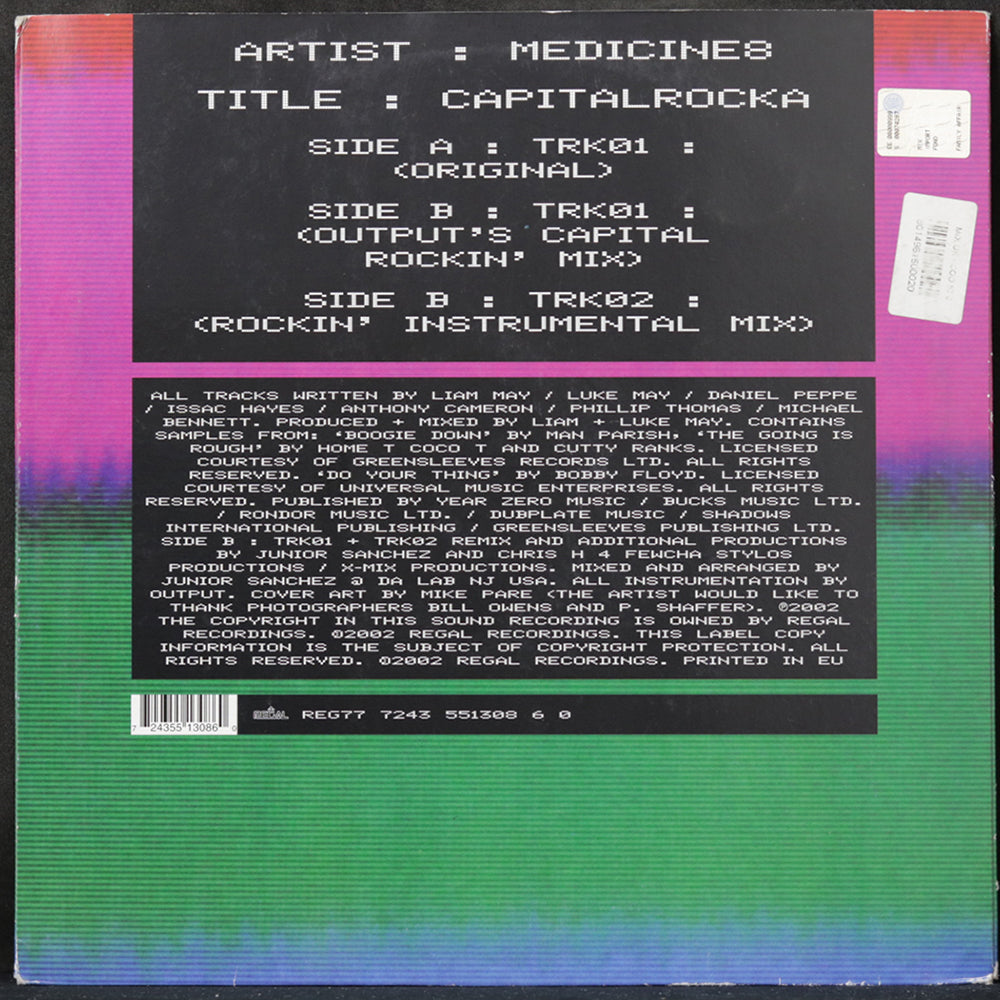 ARTIST : MEDICINE8
TITLE : CAPITALROCKA
SIDE A : TRK01 :
(ORIGINAL)
SIDE B : TRK01 :
(OUTPUT'S CAPITAL
ROCKIN' MIX)
SIDE B : TRK02 :
(ROCKIN' INSTRUMENTAL MIX)
ALL TRACKS WRITTEN BY LIAM MAY / LUKE MAY / DANIEL PEPPE
/ ISSAC HAYES / ANTHONY CAMERON / PHILLIP THOMAS / MICHAEL
BENNETT. PRODUCED + MIXED BY LIAM + LUKE MAY. CONTAINS
SAMPLES FROM: 'BOOGIE DOWN' BY MAN PARISH, 'THE GOING IS
ROUGH' BY HOME T COCO T AND CUTTY RANKS. LICENSED
COURTESY OF GREENSLEEVES RECORDS LTD. ALL RIGHTS
RESERVED. 'DO YOUR THING' BY BOBBY FLOYD. LICENSED
COURTESY OF UNIVERSAL MUSIC ENTERPRISES. ALL RIGHTS
RESERVED. PUBLISHED BY YEAR ZERO MUSIC / BUCKS MUSIC LTD.
/ RONDOR MUSIC LTD. / DUBPLATE MUSIC / SHADOWS
INTERNATIONAL PUBLISHING / GREENSLEEVES PUBLISHING LTD.
SIDE B : TRK01 + TRK02 REMIX AND ADDITIONAL PRODUCTIONS
BY JUNIOR SANCHEZ AND CHRIS H 4 FEWCHA STYLOS
PRODUCTIONS / X-MIX PRODUCTIONS. MIXED AND ARRANGED BY
JUNIOR SANCHEZ @ DA LAB NJ USA. ALL INSTRUMENTATION BY
OUTPUT. COVER ART BY MIKE PARE (THE ARTIST WOULD LIKE TO
THANK PHOTOGRAPHERS BILL OWENS AND P. SHAFFER). ℗2002
THE COPYRIGHT IN THIS SOUND RECORDING IS OWNED BY REGAL
RECORDINGS. ©2002 REGAL RECORDINGS. THIS LABEL COPY
INFORMATION IS THE SUBJECT OF COPYRIGHT PROTECTION. ALL
RIGHTS RESERVED. ©2002 REGAL RECORDINGS. PRINTED IN EU
7 24355 13086 0
REGAL
REG77 7243 551308 6 0
FAMILY AFFAIR